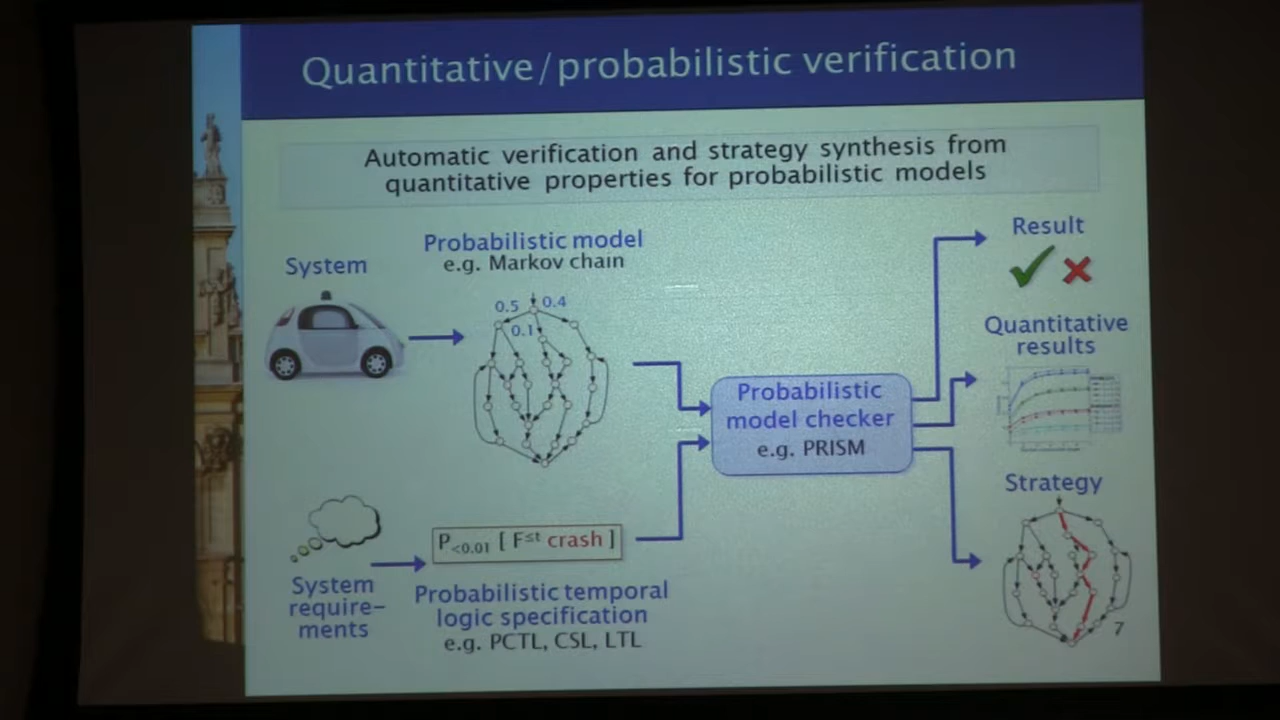 Quantitative/probabilistic verification
Automatic verification and strategy synthesis from
quantitative properties for probabilistic models
System
Probabilistic model
e.g. Markov chain
0.5
0.4
0.1
Probabilistic
model checker
e.g. PRISM
Result
Quantitative
results
Strategy
System
require-
ments
P<0.01 [ F≤t crash ]
Probabilistic temporal
logic specification
e.g. PCTL, CSL, LTL
7